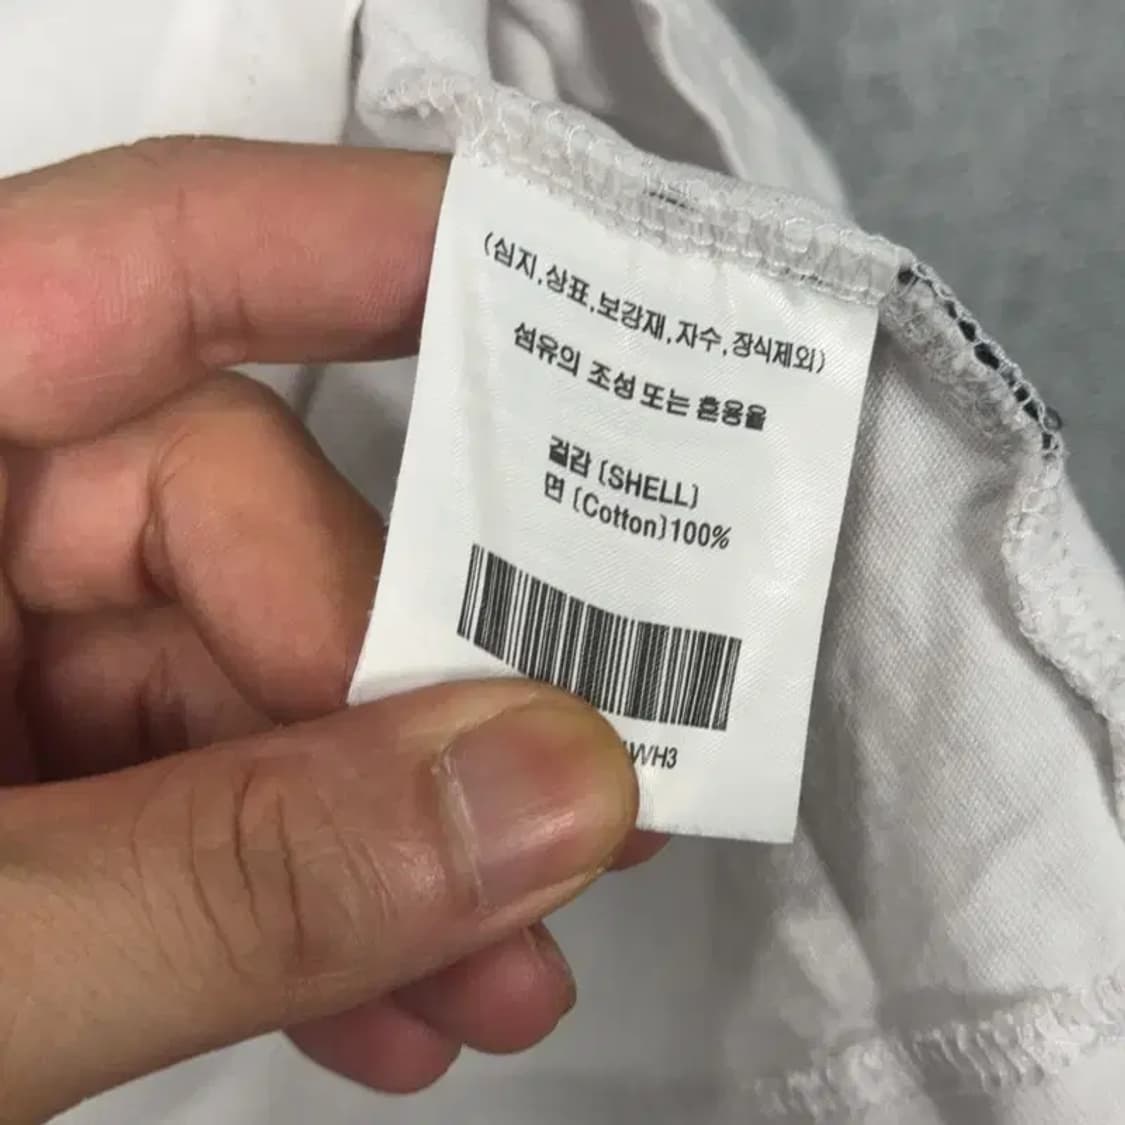 (심지,상표,보강재,자수,장식제외)
섬유의 조성 또는 혼용율
겉감 (SHELL)
면 (Cotton)100%